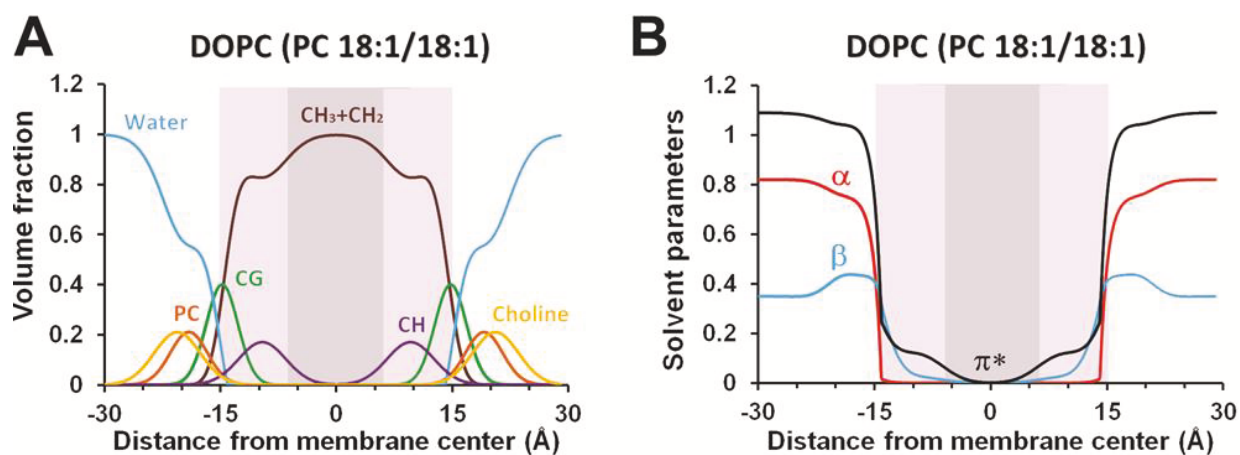 A
DOPC (PC 18:1/18:1)
Volume fraction
1.2
1
0.8
0.6
0.4
0.2
0
Water
CH₃+CH₂
CG
PC
CH
Choline
-30
-15
0
15
30
Distance from membrane center (Å)
B
DOPC (PC 18:1/18:1)
Solvent parameters
1.2
1
0.8
0.6
0.4
0.2
0
α
β
π*
-30
-15
0
15
30
Distance from membrane center (Å)